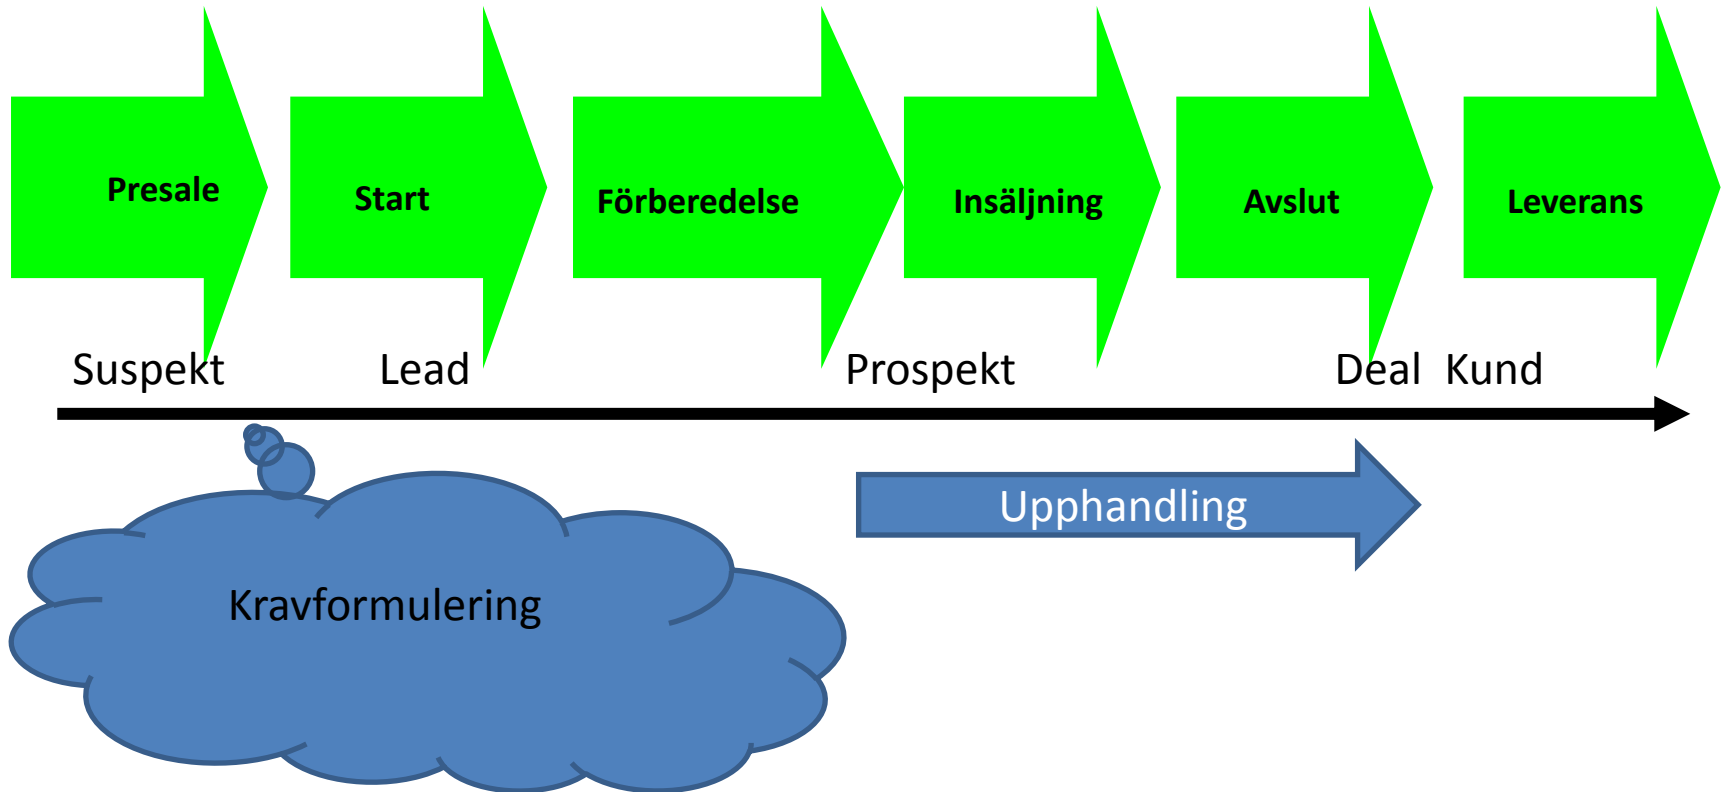 Presale
Start
Förberedelse
Insäljning
Avslut
Leverans
Suspekt
Lead
Prospekt
Deal
Kund
Upphandling
Kravformulering